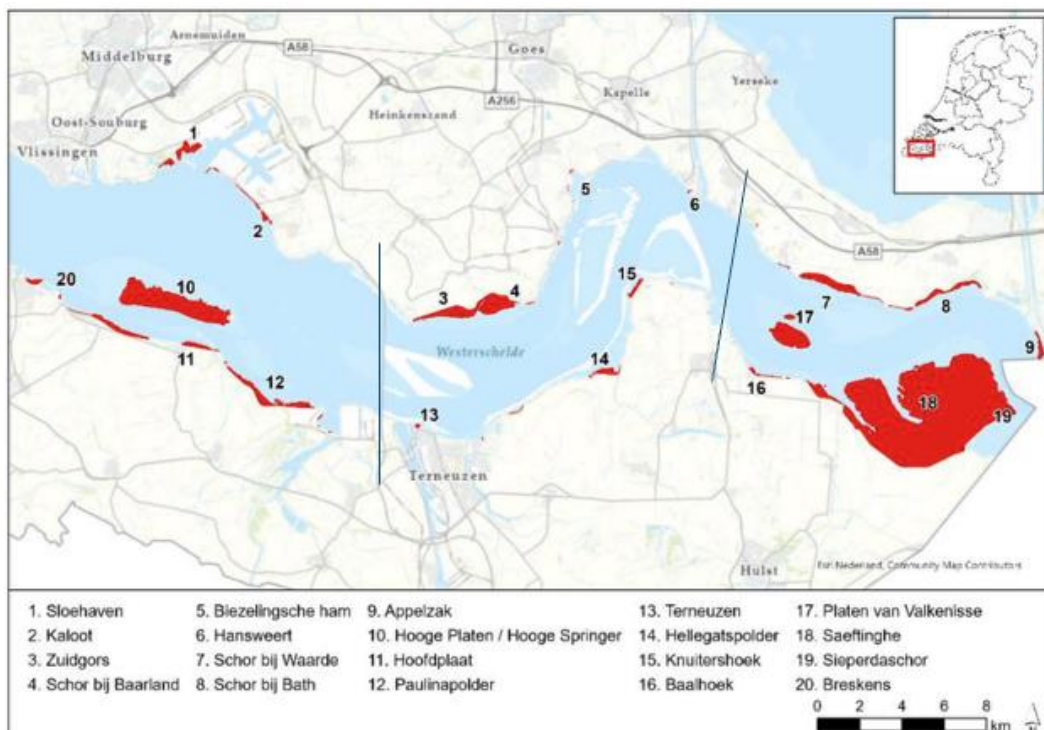 Arnemuiden
Middelburg
A58
Goes
Yerseke
Kapelle
A256
Heinkenszand
Oost-Souburg
Vlissingen
1
2
5
6
A58
20
10
3
4
15
7
8
17
9
Westerschelde
11
14
12
16
18
19
13
Terneuzen
Hulst
Esri Nederland, Community Map Contributors
1. Sloehaven
2. Kaloot
3. Zuidgors
4. Schor bij Baarland
5. Biezelingsche ham
6. Hansweert
7. Schor bij Waarde
8. Schor bij Bath
9. Appelzak
10. Hooge Platen / Hooge Springer
11. Hoofdplaat
12. Paulinapolder
13. Terneuzen
14. Hellegatspolder
15. Knuitershoek
16. Baalhoek
17. Platen van Valkenisse
18. Saeftinghe
19. Sieperdaschor
20. Breskens
0 2 4 6 8
km